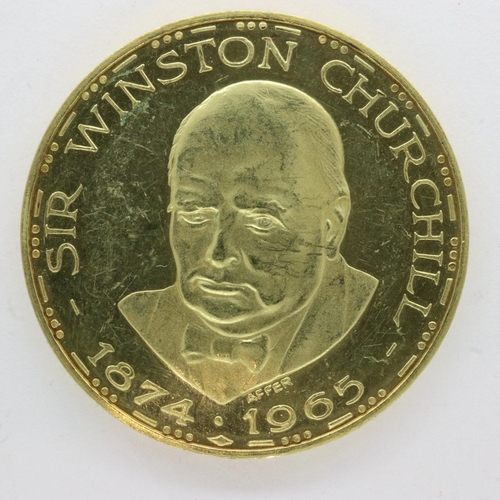 - SIR WINSTON CHURCHILL -
1874 · 1965
AFFER